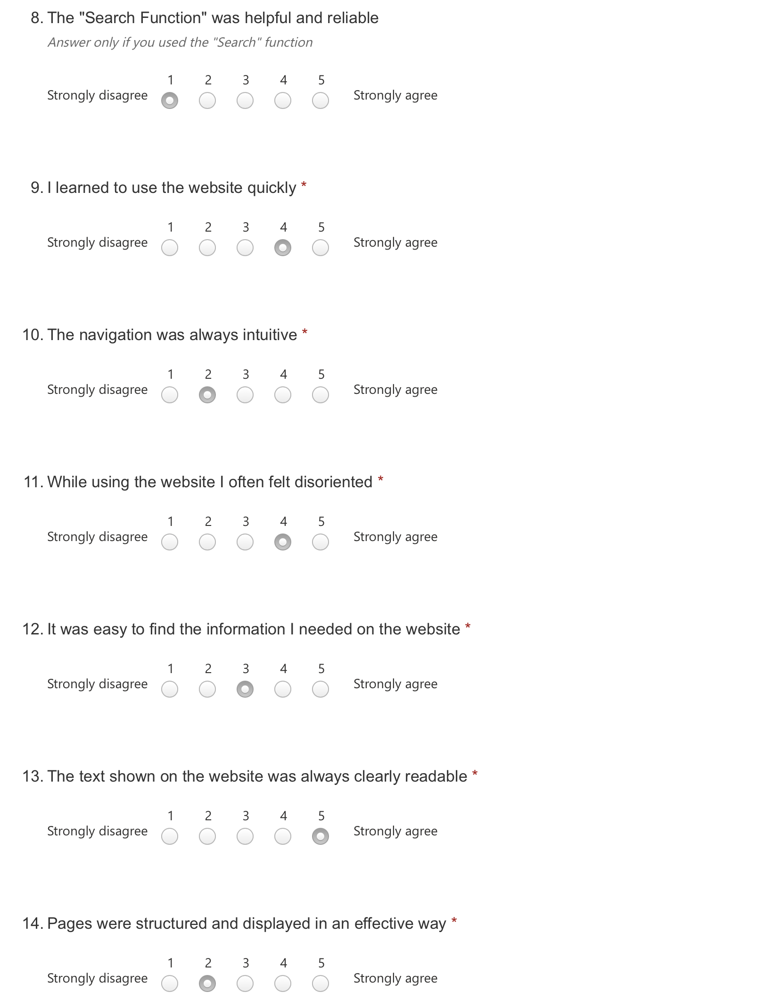 8. The "Search Function" was helpful and reliable
Answer only if you used the "Search" function
1 2 3 4 5
Strongly disagree Strongly agree
9. I learned to use the website quickly *
1 2 3 4 5
Strongly disagree Strongly agree
10. The navigation was always intuitive *
1 2 3 4 5
Strongly disagree Strongly agree
11. While using the website I often felt disoriented *
1 2 3 4 5
Strongly disagree Strongly agree
12. It was easy to find the information I needed on the website *
1 2 3 4 5
Strongly disagree Strongly agree
13. The text shown on the website was always clearly readable *
1 2 3 4 5
Strongly disagree Strongly agree
14. Pages were structured and displayed in an effective way *
1 2 3 4 5
Strongly disagree Strongly agree